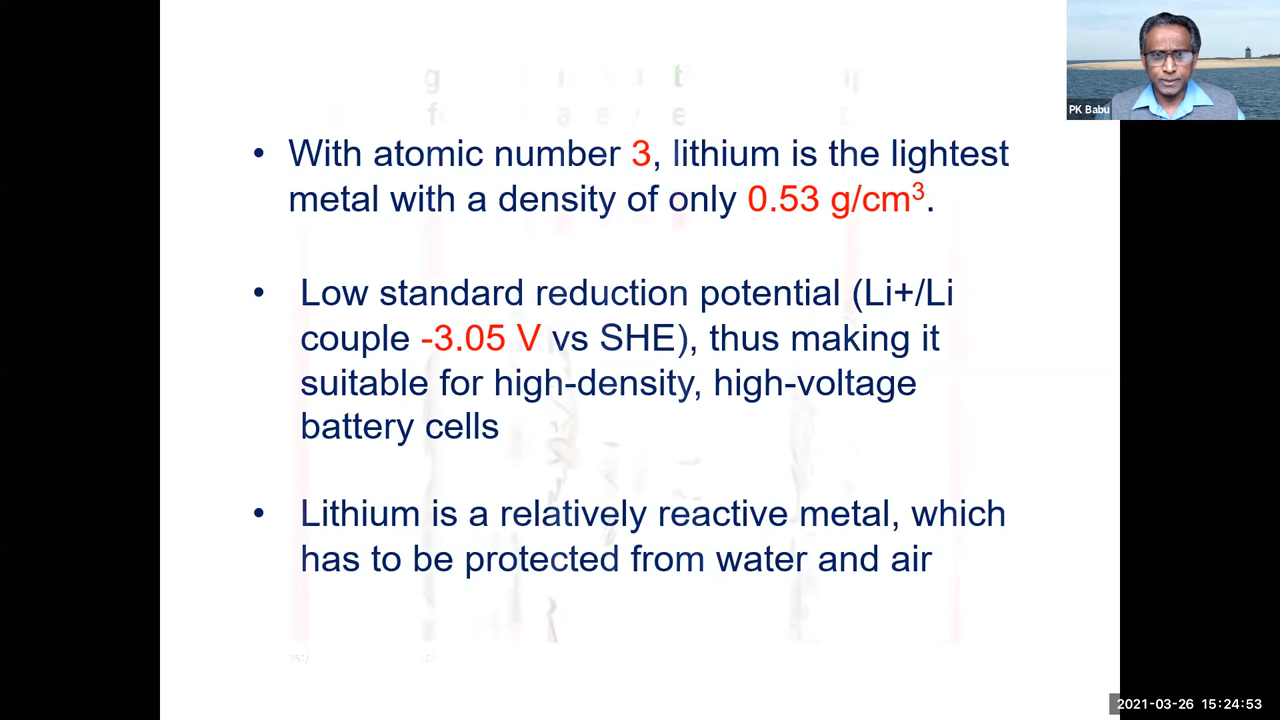 PK Babu
• With atomic number 3, lithium is the lightest
metal with a density of only 0.53 g/cm³.
• Low standard reduction potential (Li+/Li
couple -3.05 V vs SHE), thus making it
suitable for high-density, high-voltage
battery cells
• Lithium is a relatively reactive metal, which
has to be protected from water and air
2021-03-26 15:24:53